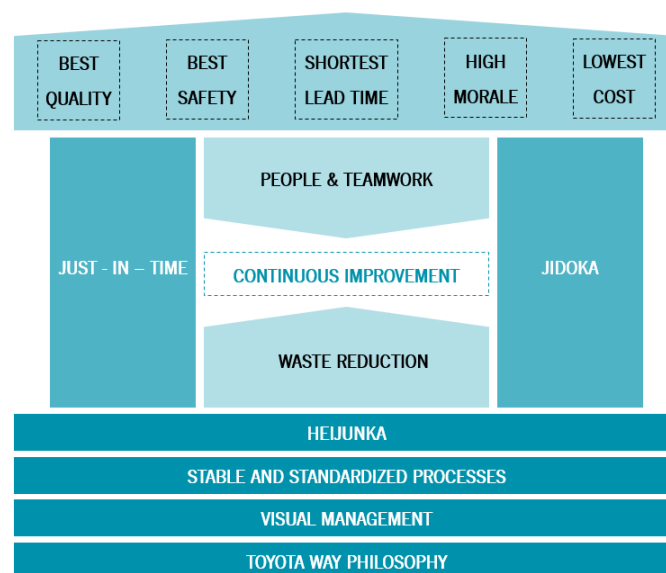 BEST
QUALITY
BEST
SAFETY
SHORTEST
LEAD TIME
HIGH
MORALE
LOWEST
COST
PEOPLE & TEAMWORK
JUST - IN – TIME
CONTINUOUS IMPROVEMENT
JIDOKA
WASTE REDUCTION
HEIJUNKA
STABLE AND STANDARDIZED PROCESSES
VISUAL MANAGEMENT
TOYOTA WAY PHILOSOPHY